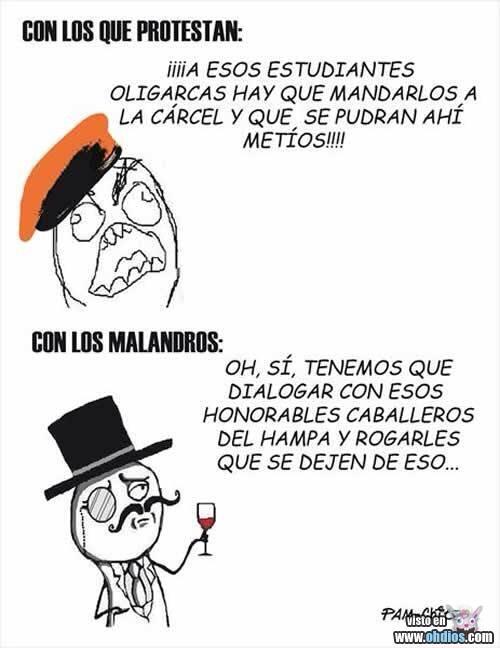 CON LOS QUE PROTESTAN:
¡¡¡¡A ESOS ESTUDIANTES
OLIGARCAS HAY QUE MANDARLOS A
LA CÁRCEL Y QUE SE PUDRAN AHÍ
METÍOS!!!!
CON LOS MALANDROS:
OH, SÍ, TENEMOS QUE
DIALOGAR CON ESOS
HONORABLES CABALLEROS
DEL HAMPA Y ROGARLES
QUE SE DEJEN DE ESO...
visto en
www.ohdios.com